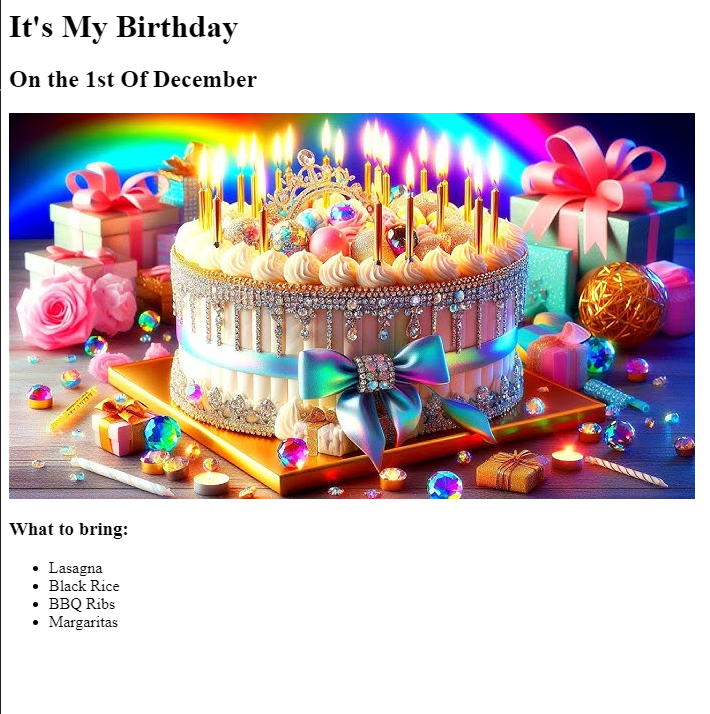 It's My Birthday
On the 1st Of December
What to bring:
Lasagna
Black Rice
BBQ Ribs
Margaritas